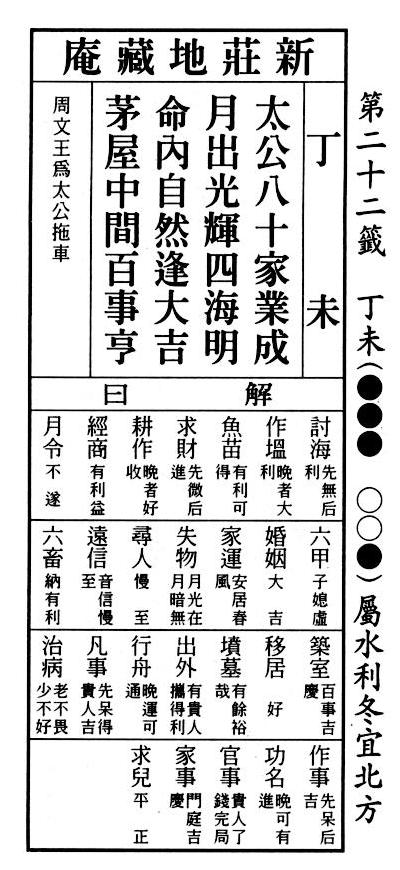 第二十二籤 丁未(●●● ○○●)屬水利冬宜北方
新莊地藏庵
丁未
太公八十家業成
月出光輝四海明
命內自然逢大吉
茅屋中間百事亨
周文王為太公拖車
解曰
討海 先無后利
作塭 晚者大利
魚苗 有利可得
求財 先微后進
耕作 晚者好收
經商 有利益
月令 不遂
六甲 子媳虛
婚姻 大吉
家運 安居春風
失物 月光在月暗無
尋人 慢至
遠信 音信慢至
六畜 納有利
築室 百事吉慶
移居 好
墳墓 有餘裕哉
出外 有貴人攜得利
行舟 晚運可通
凡事 先呆得貴人吉
治病 老不畏少不好
作事 先呆后吉
功名 晚可有進
官事 貴人了錢完局
家事 門庭吉慶
求兒 平正